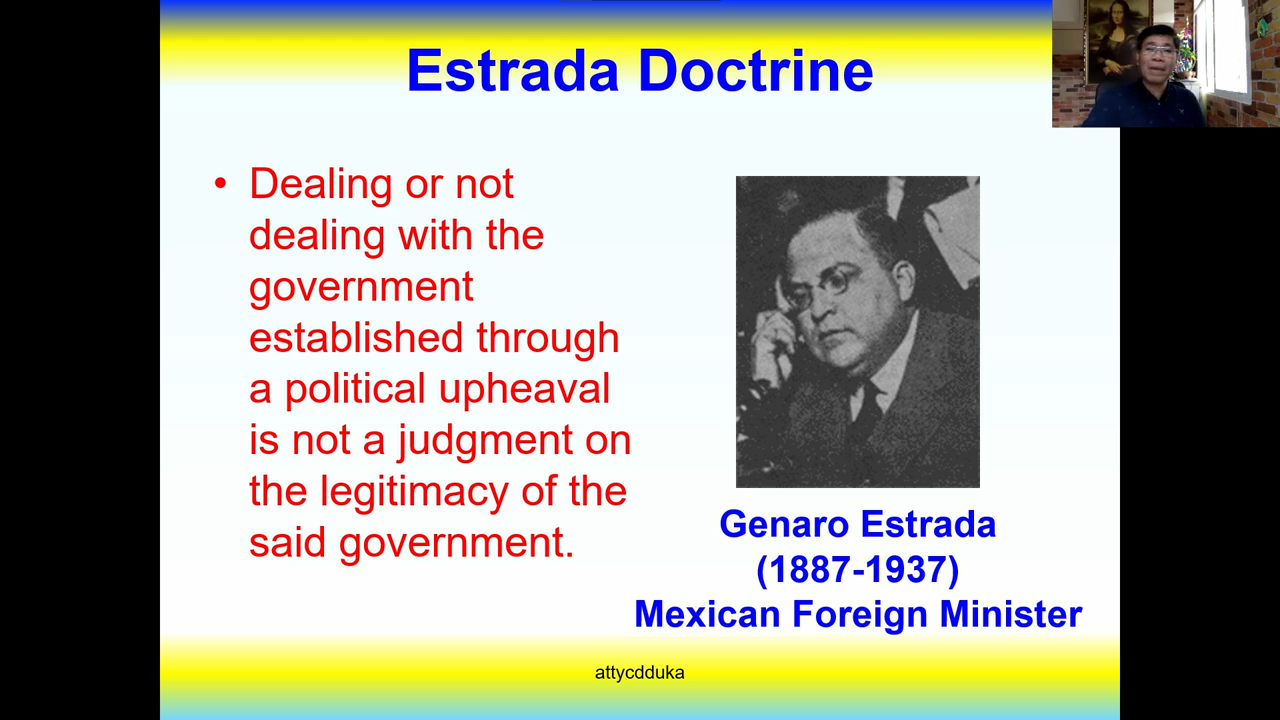 Estrada Doctrine
• Dealing or not
dealing with the
government
established through
a political upheaval
is not a judgment on
the legitimacy of the
said government.
Genaro Estrada
(1887-1937)
Mexican Foreign Minister
attycdduka